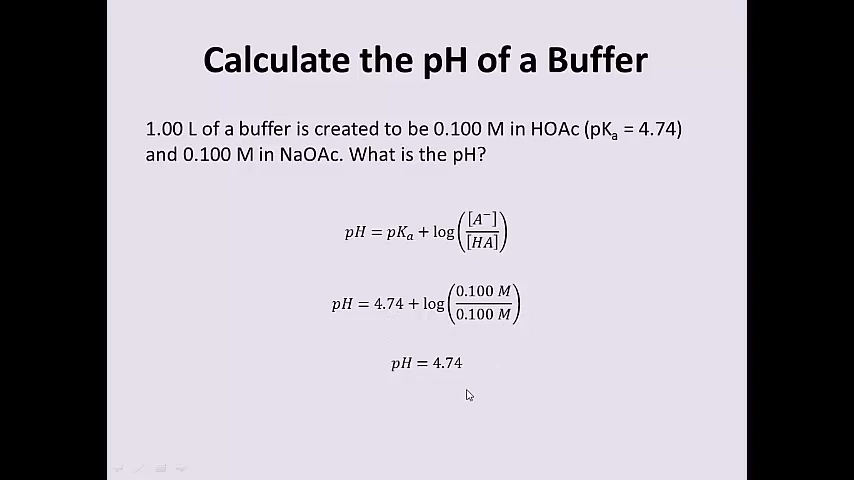 Calculate the pH of a Buffer
1.00 L of a buffer is created to be 0.100 M in HOAc (pKₐ = 4.74)
and 0.100 M in NaOAc. What is the pH?
pH = pKₐ + log([A⁻]/[HA])
pH = 4.74 + log(0.100 M/0.100 M)
pH = 4.74